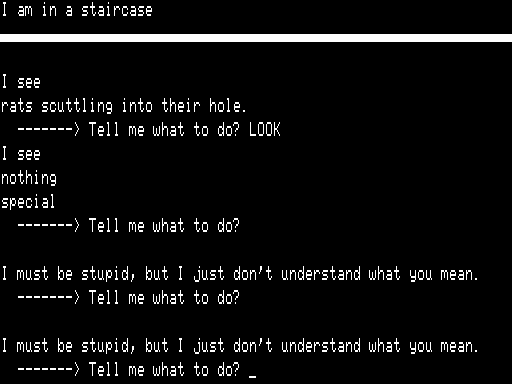 I am in a staircase
I see
rats scuttling into their hole.
-------> Tell me what to do? LOOK
I see
nothing
special
-------> Tell me what to do?
I must be stupid, but I just don't understand what you mean.
-------> Tell me what to do?
I must be stupid, but I just don't understand what you mean.
-------> Tell me what to do? _